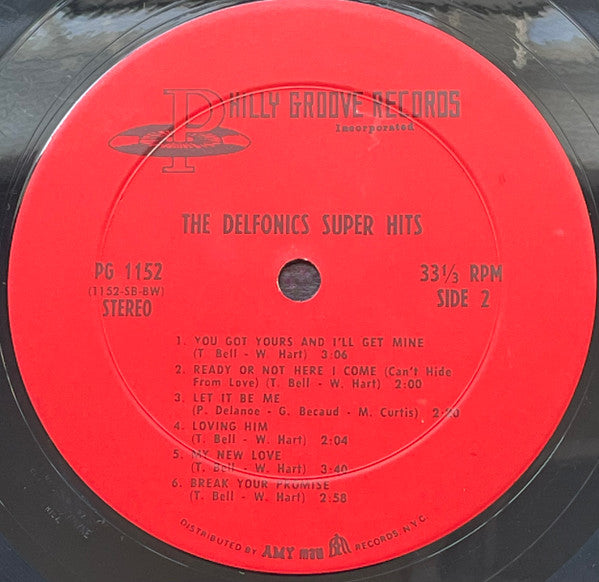 PHILLY GROOVE RECORDS
Incorporated
THE DELFONICS SUPER HITS
PG 1152
(1152-SB-BW)
STEREO
33⅓ RPM
SIDE 2
1. YOU GOT YOURS AND I'LL GET MINE
(T. Bell - W. Hart) 3:06
2. READY OR NOT HERE I COME (Can't Hide
From Love) (T. Bell - W. Hart) 2:00
3. LET IT BE ME
(P. Delanoe - G. Becaud - M. Curtis)
4. LOVING HIM
(T. Bell - W. Hart) 2:04
5. MY NEW LOVE
(T. Bell - W. Hart) 3:40
6. BREAK YOUR PROMISE
(T. Bell - W. Hart) 2:58
DISTRIBUTED BY AMY mala BELL RECORDS, N.Y.C.